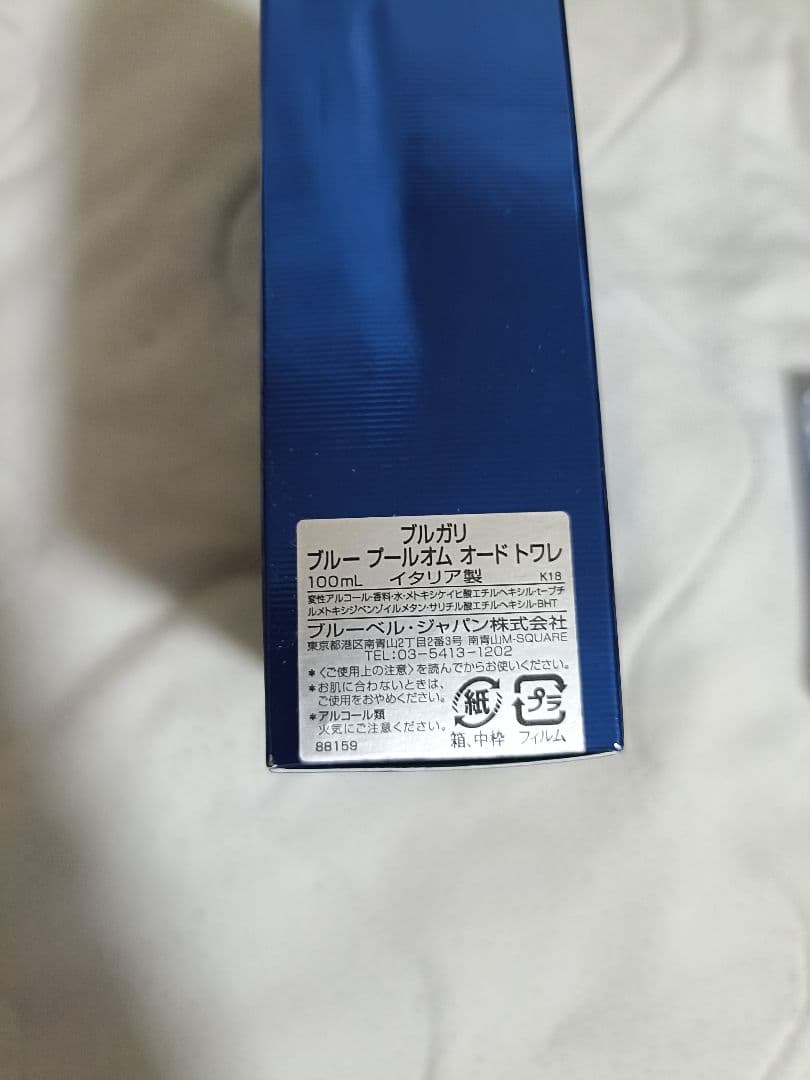 ブルガリ
ブルー プールオム オード トワレ
100mL イタリア製 K18
変性アルコール・香料・水・メトキシケイヒ酸エチルヘキシル・t-ブチ
ルメトキシジベンゾイルメタン・サリチル酸エチルヘキシル・BHT
ブルーベル・ジャパン株式会社
東京都港区南青山2丁目2番3号 南青山M-SQUARE
TEL:03-5413-1202
＊〈ご使用上の注意〉を読んでからお使いください。
＊お肌に合わないときは、
ご使用をおやめください。
＊アルコール類
火気にご注意ください。
88159
紙
箱、中枠
プラ
フィルム